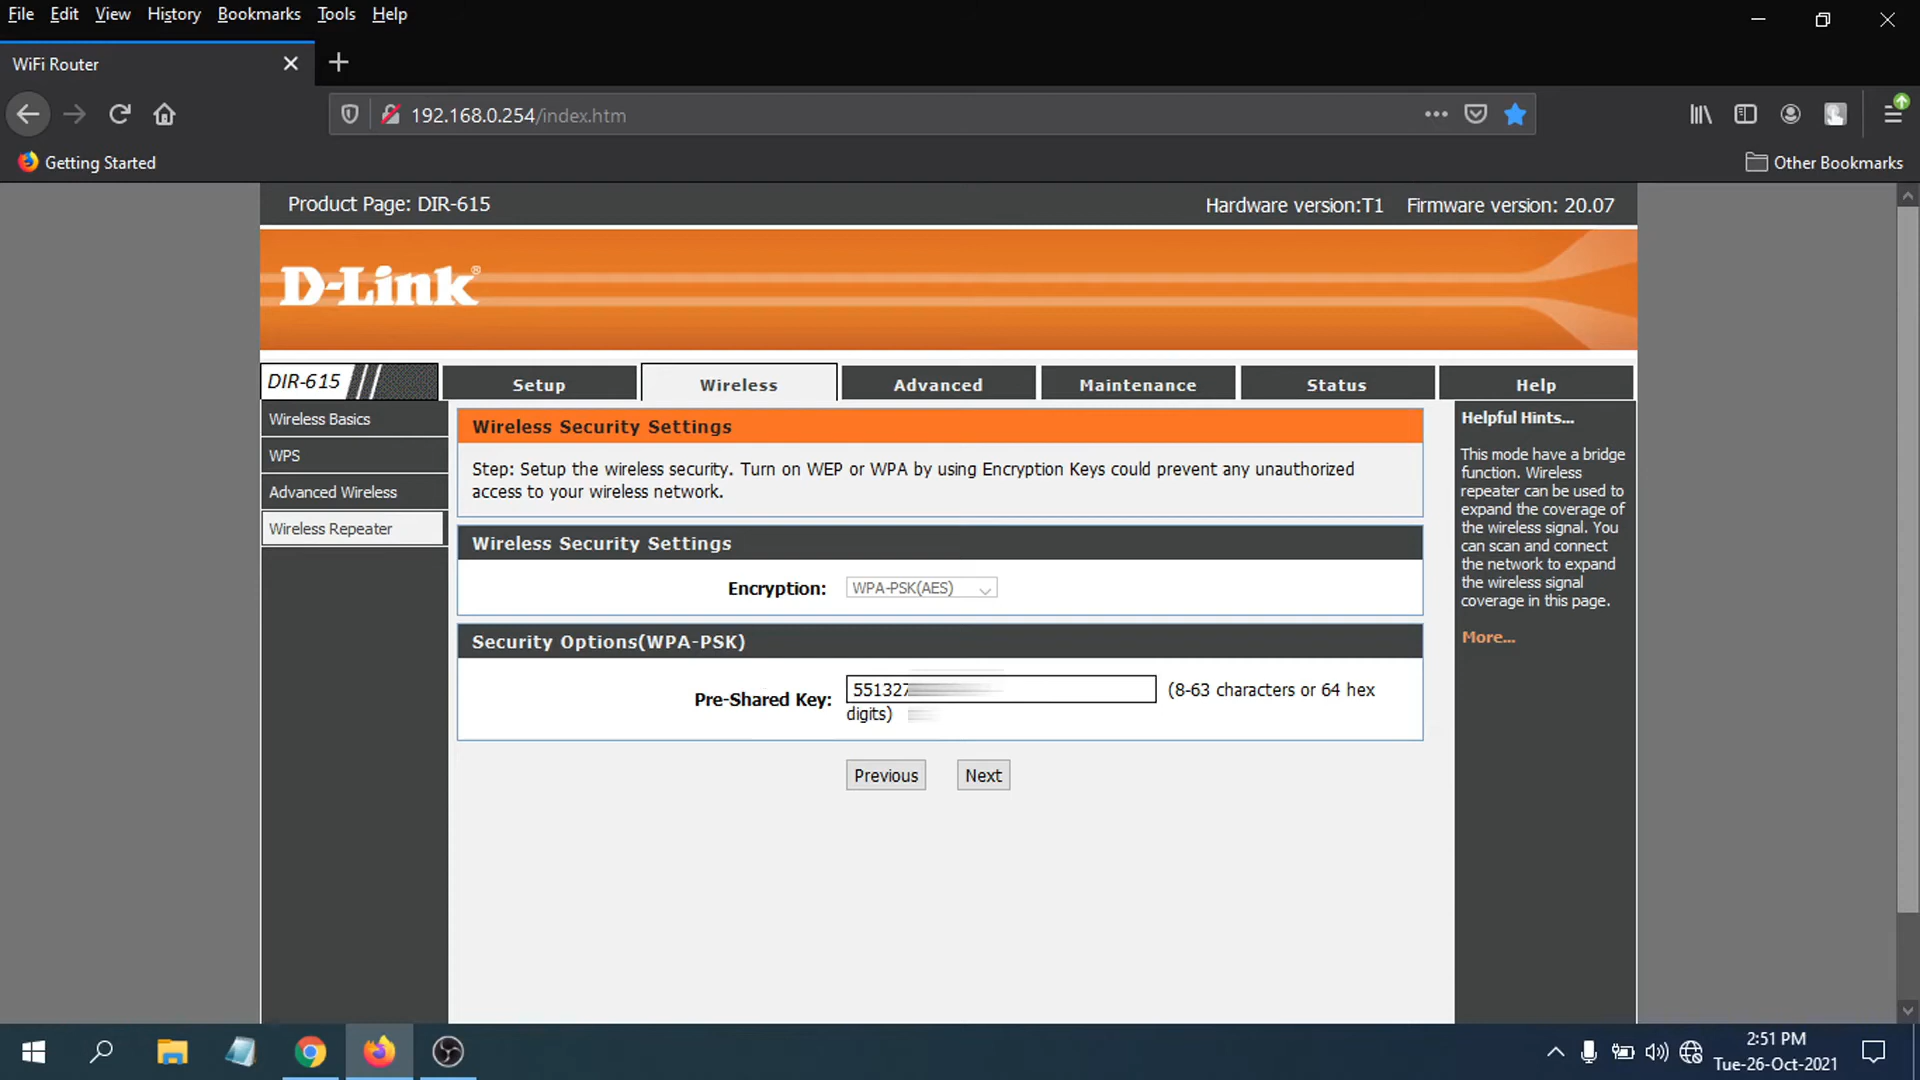 File Edit View History Bookmarks Tools Help
WiFi Router
192.168.0.254/index.htm
Getting Started
Other Bookmarks
Product Page: DIR-615
Hardware version:T1 Firmware version: 20.07
D-Link®
DIR-615
Setup
Wireless
Advanced
Maintenance
Status
Help
Wireless Basics
WPS
Advanced Wireless
Wireless Repeater
Wireless Security Settings
Step: Setup the wireless security. Turn on WEP or WPA by using Encryption Keys could prevent any unauthorized
access to your wireless network.
Wireless Security Settings
Encryption: WPA-PSK(AES)
Security Options(WPA-PSK)
Pre-Shared Key: (8-63 characters or 64 hex
digits)
Previous
Next
Helpful Hints...
This mode have a bridge
function. Wireless
repeater can be used to
expand the coverage of
the wireless signal. You
can scan and connect
the network to expand
the wireless signal
coverage in this page.
More...
2:51 PM
Tue-26-Oct-2021